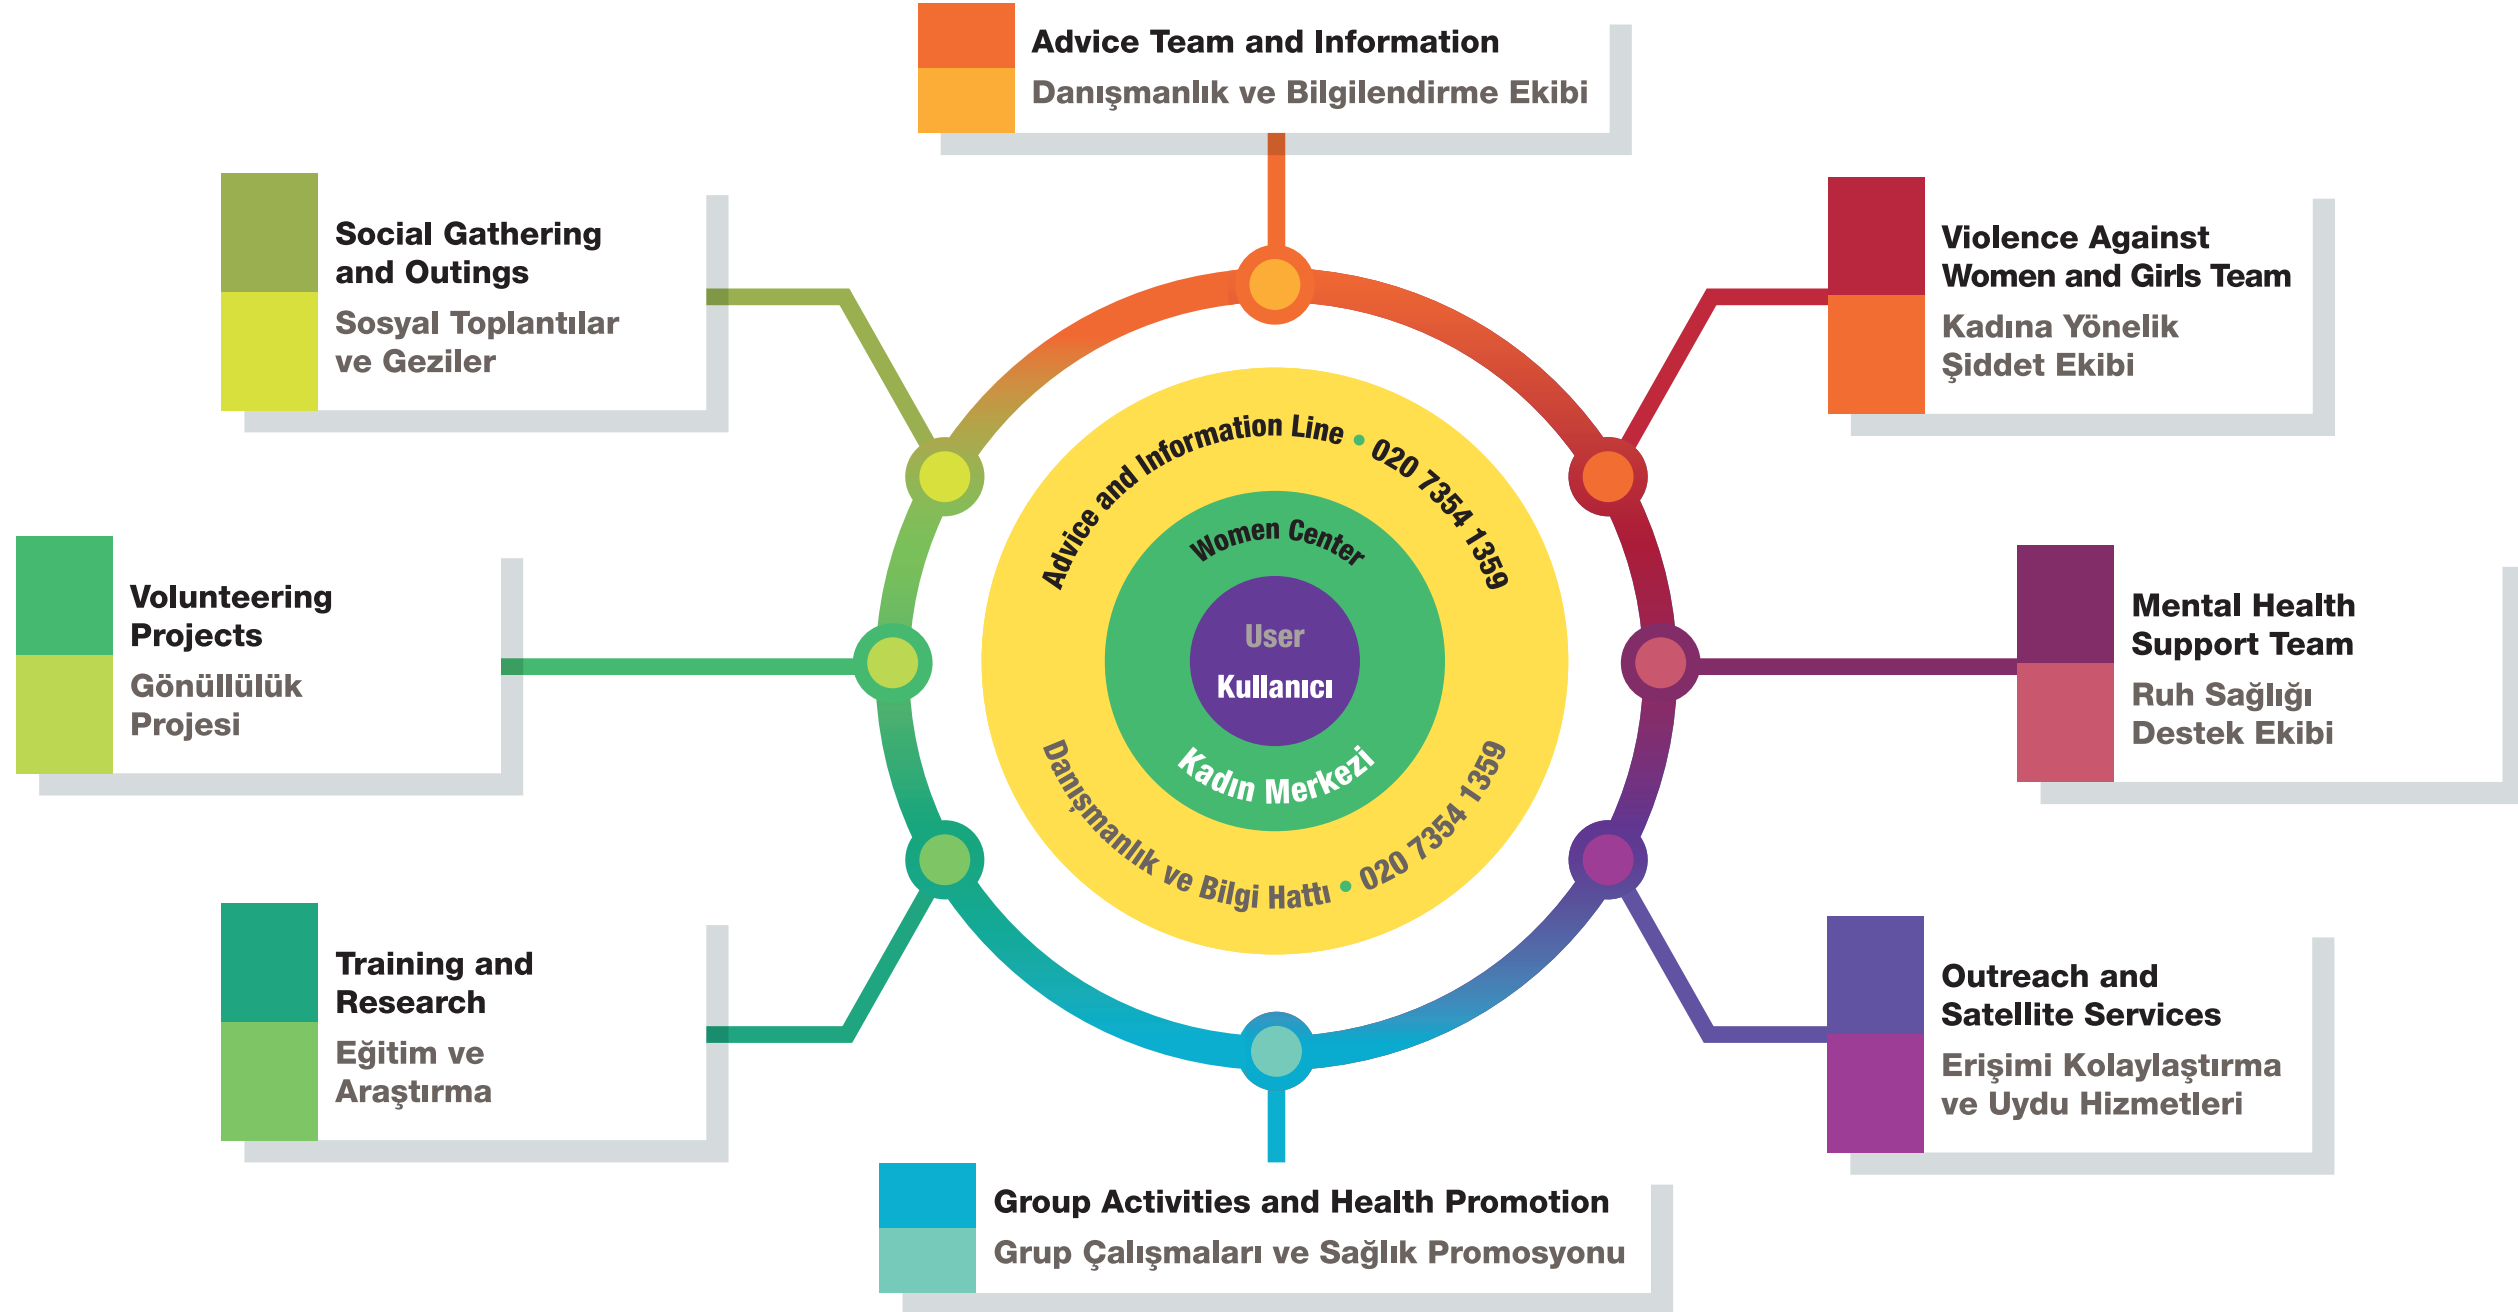 Advice Team and Information
Danışmanlık ve Bilgilendirme Ekibi
Social Gathering
and Outings
Sosyal Toplantılar
ve Geziler
Violence Against
Women and Girls Team
Kadına Yönelik
Şiddet Ekibi
Advice and Information Line • 020 7354 1359
Women Center
User
Kullanıcı
Kadın Merkezi
Danışmanlık ve Bilgi Hattı • 020 7354 1359
Volunteering
Projects
Gönüllülük
Projesi
Mental Health
Support Team
Ruh Sağlığı
Destek Ekibi
Training and
Research
Eğitim ve
Araştırma
Outreach and
Satellite Services
Erişimi Kolaylaştırma
ve Uydu Hizmetleri
Group Activities and Health Promotion
Grup Çalışmaları ve Sağlık Promosyonu